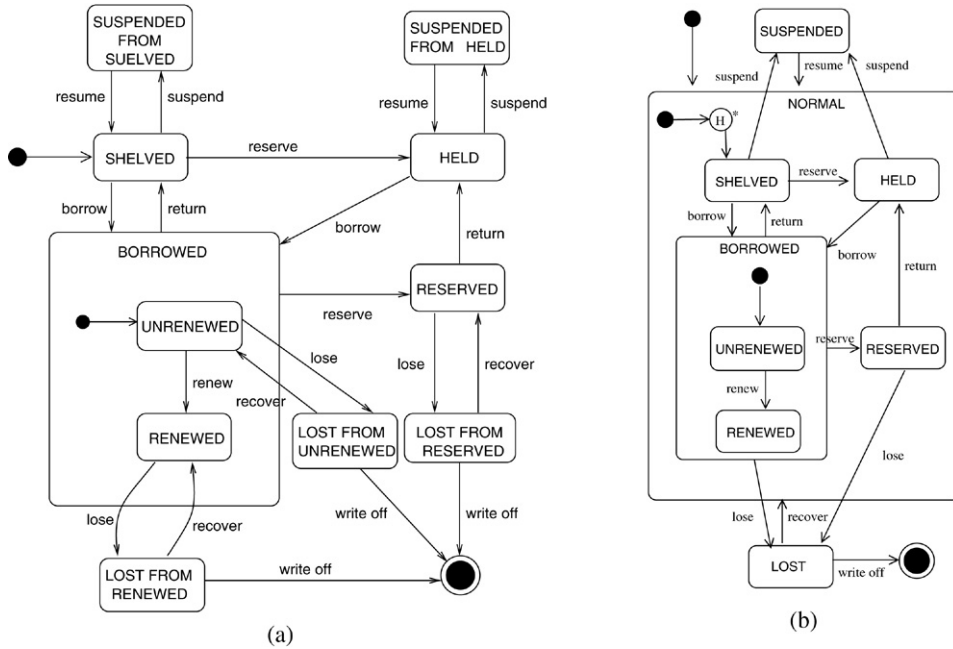 SUSPENDED
FROM
SUELVED
resume
suspend
SUSPENDED
FROM HELD
resume
suspend
SHELVED
reserve
HELD
borrow
return
borrow
return
BORROWED
reserve
RESERVED
UNRENEWED
lose
renew
recover
lose
recover
RENEWED
LOST FROM
UNRENEWED
LOST FROM
RESERVED
lose
recover
write off
write off
LOST FROM
RENEWED
write off
(a)
SUSPENDED
suspend
resume
suspend
NORMAL
H*
SHELVED
reserve
HELD
borrow
return
borrow
BORROWED
return
UNRENEWED
reserve
RESERVED
renew
RENEWED
lose
lose
recover
LOST
write off
(b)